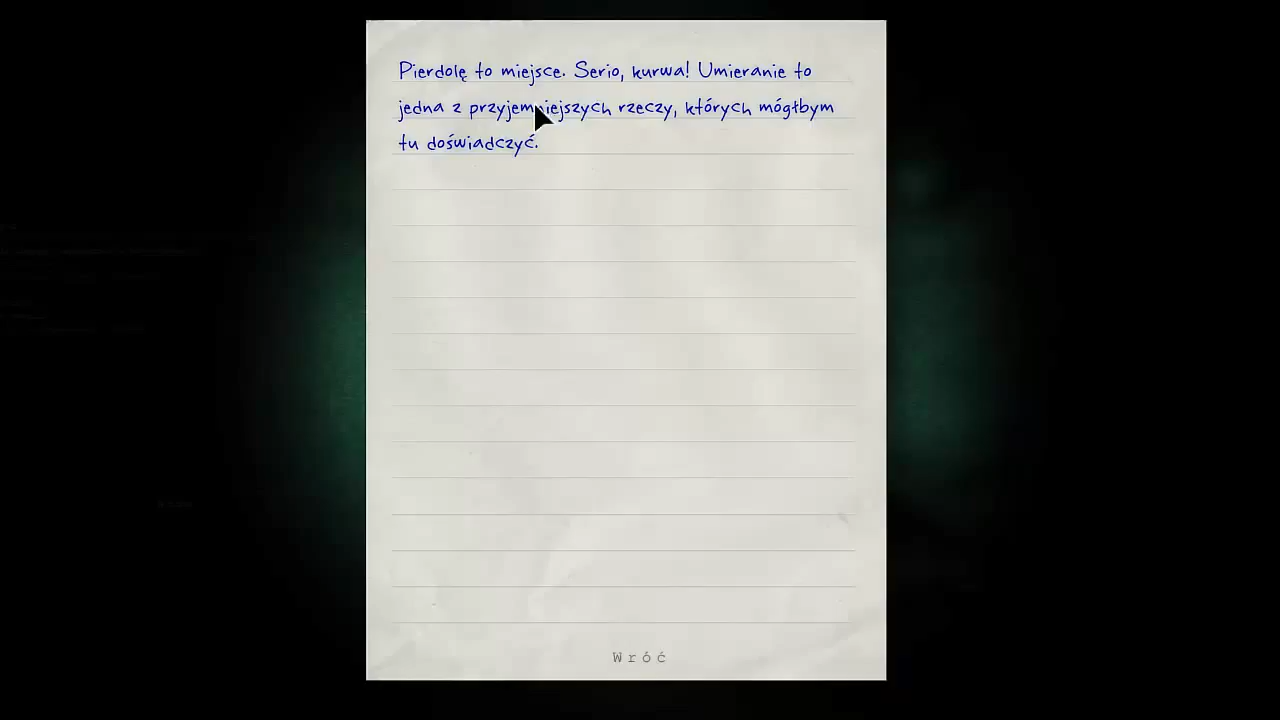 Pierdolę to miejsce. Serio, kurwa! Umieranie to
jedna z przyjemniejszych rzeczy, których mógłbym
tu doświadczyć.
Wróć